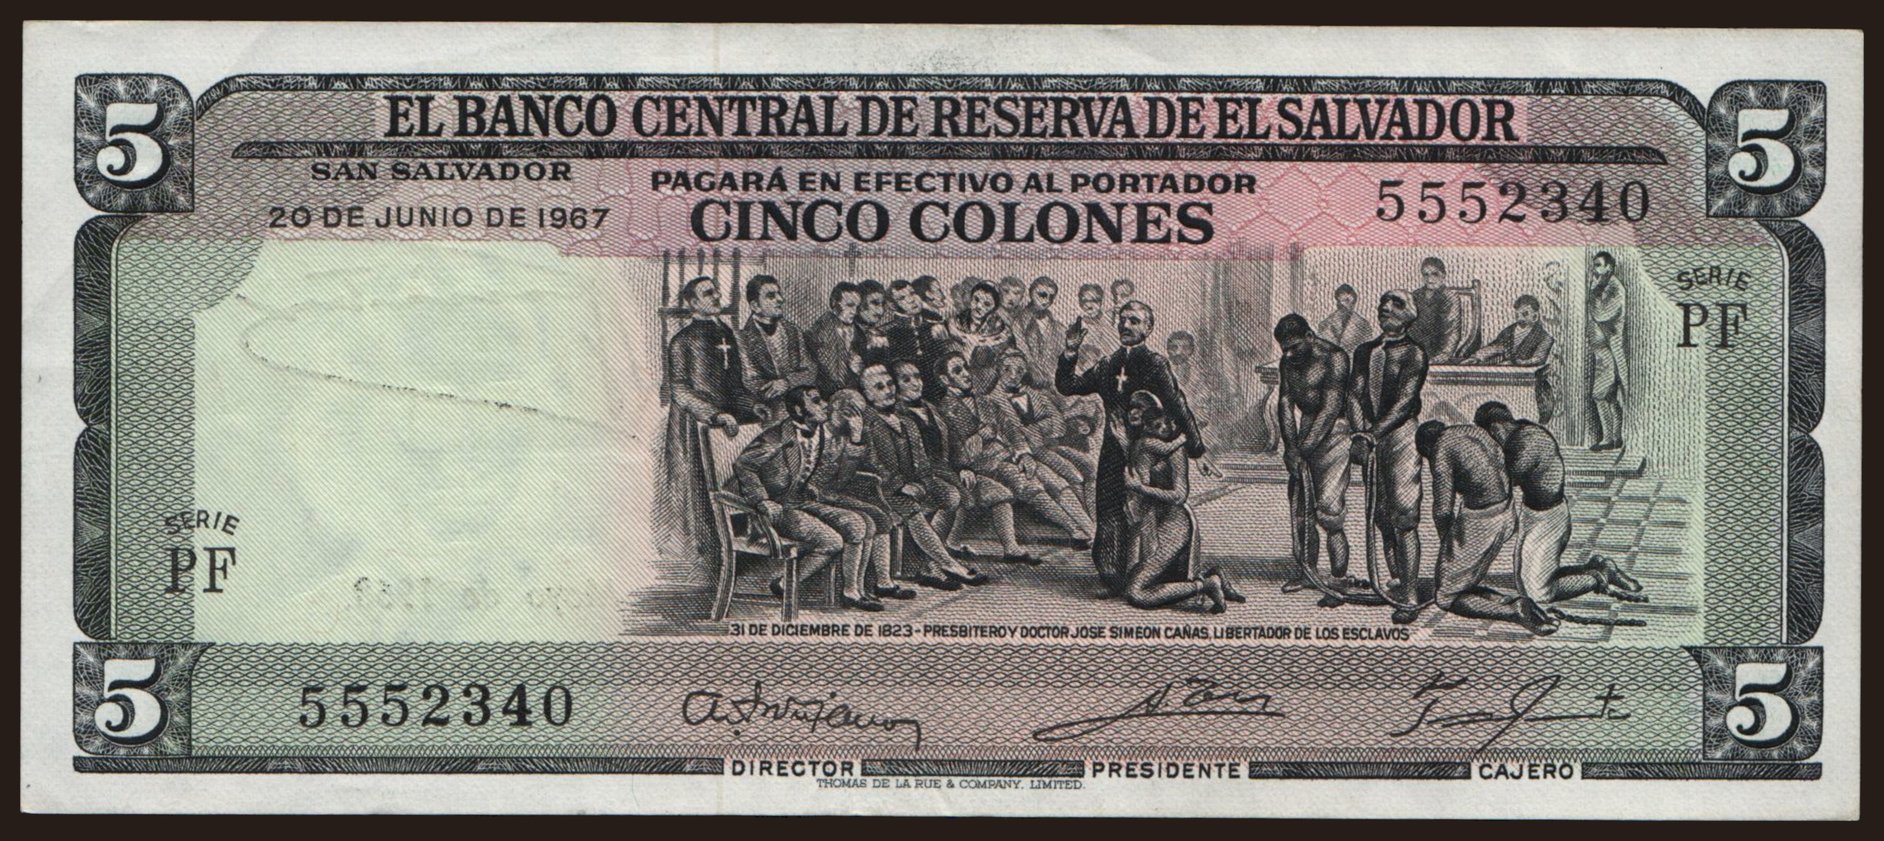 5
5
EL BANCO CENTRAL DE RESERVA DE EL SALVADOR
SAN SALVADOR
PAGARÁ EN EFECTIVO AL PORTADOR
5552340
20 DE JUNIO DE 1967
CINCO COLONES
SERIE
PF
SERIE
PF
31 DE DICIEMBRE DE 1823-PRESBITERO Y DOCTOR JOSE SIMEON CAÑAS, LIBERTADOR DE LOS ESCLAVOS
5
5552340
5
DIRECTOR
PRESIDENTE
CAJERO
THOMAS DE LA RUE & COMPANY, LIMITED.